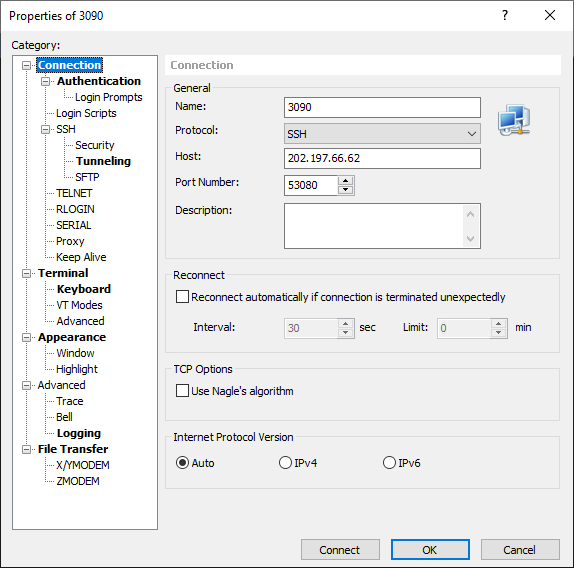 Properties of 3090
Category:
Connection
Authentication
Login Prompts
Login Scripts
SSH
Security
Tunneling
SFTP
TELNET
RLOGIN
SERIAL
Proxy
Keep Alive
Terminal
Keyboard
VT Modes
Advanced
Appearance
Window
Highlight
Advanced
Trace
Bell
Logging
File Transfer
X/YMODEM
ZMODEM
Connection
General
Name: 3090
Protocol: SSH
Host: 202.197.66.62
Port Number: 53080
Description:
Reconnect
Reconnect automatically if connection is terminated unexpectedly
Interval: 30 sec Limit: 0 min
TCP Options
Use Nagle's algorithm
Internet Protocol Version
Auto IPv4 IPv6
Connect OK Cancel